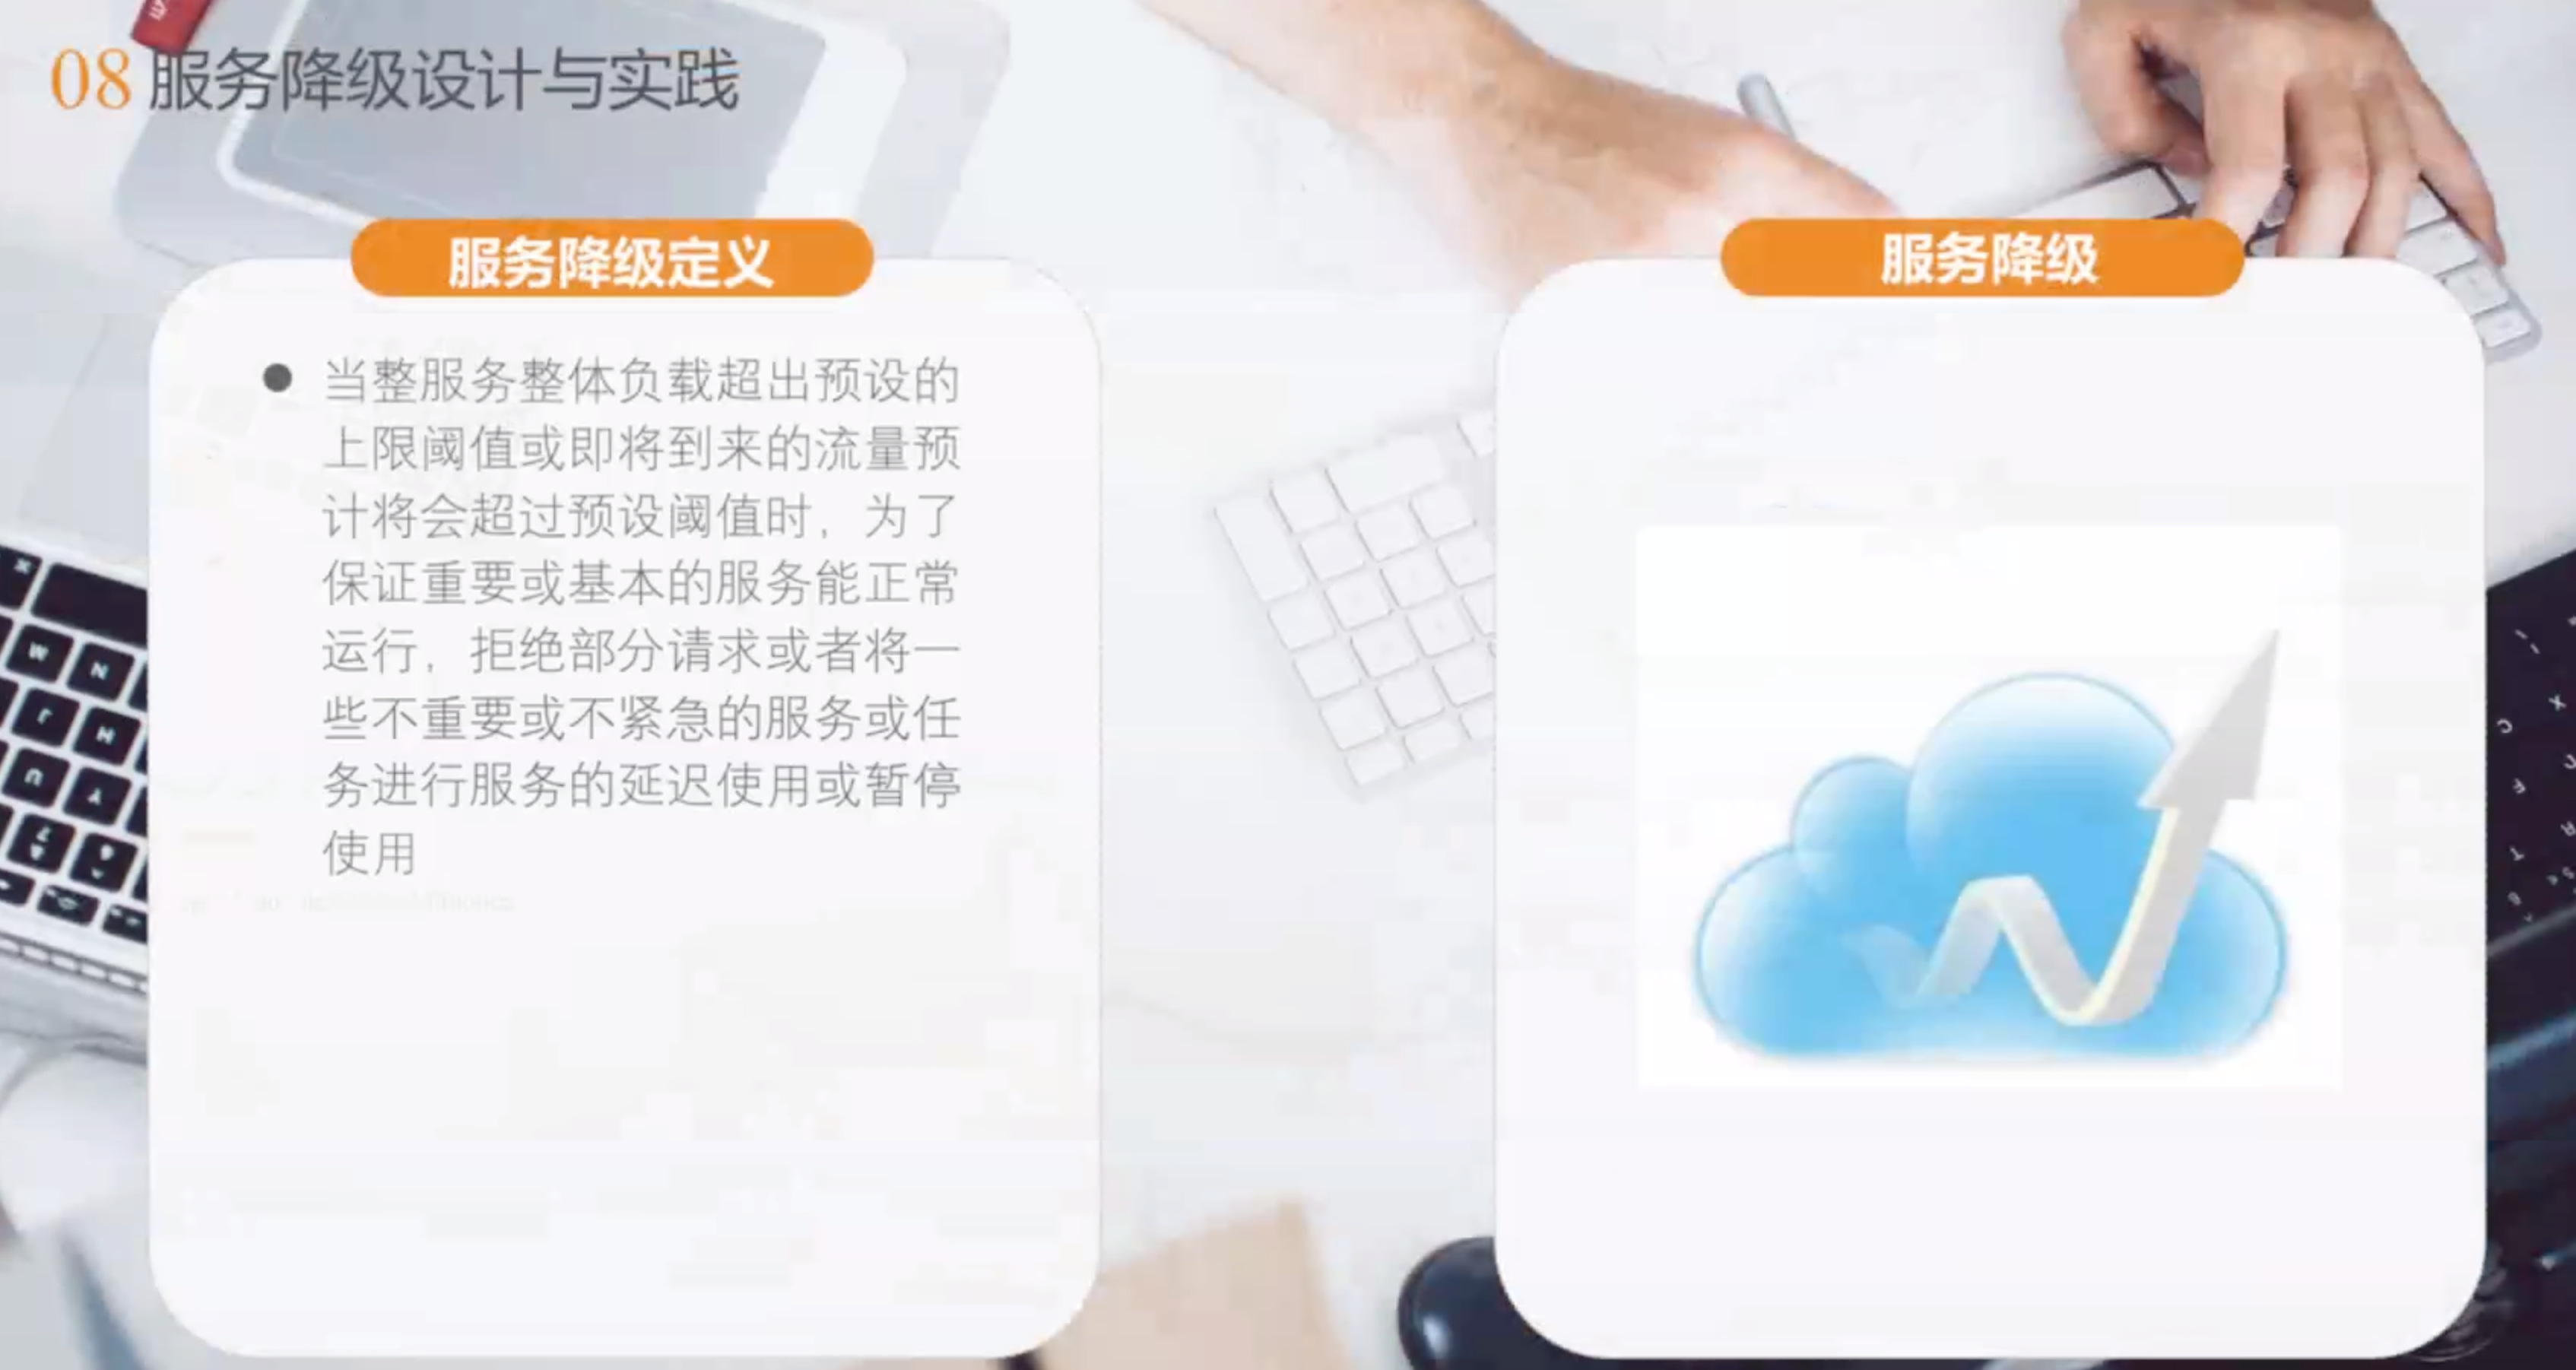 08 服务降级设计与实践
服务降级定义
当整服务整体负载超出预设的
上限阈值或即将到来的流量预
计将会超过预设阈值时，为了
保证重要或基本的服务能正常
运行，拒绝部分请求或者将一
些不重要或不紧急的服务或任
务进行服务的延迟使用或暂停
使用
服务降级